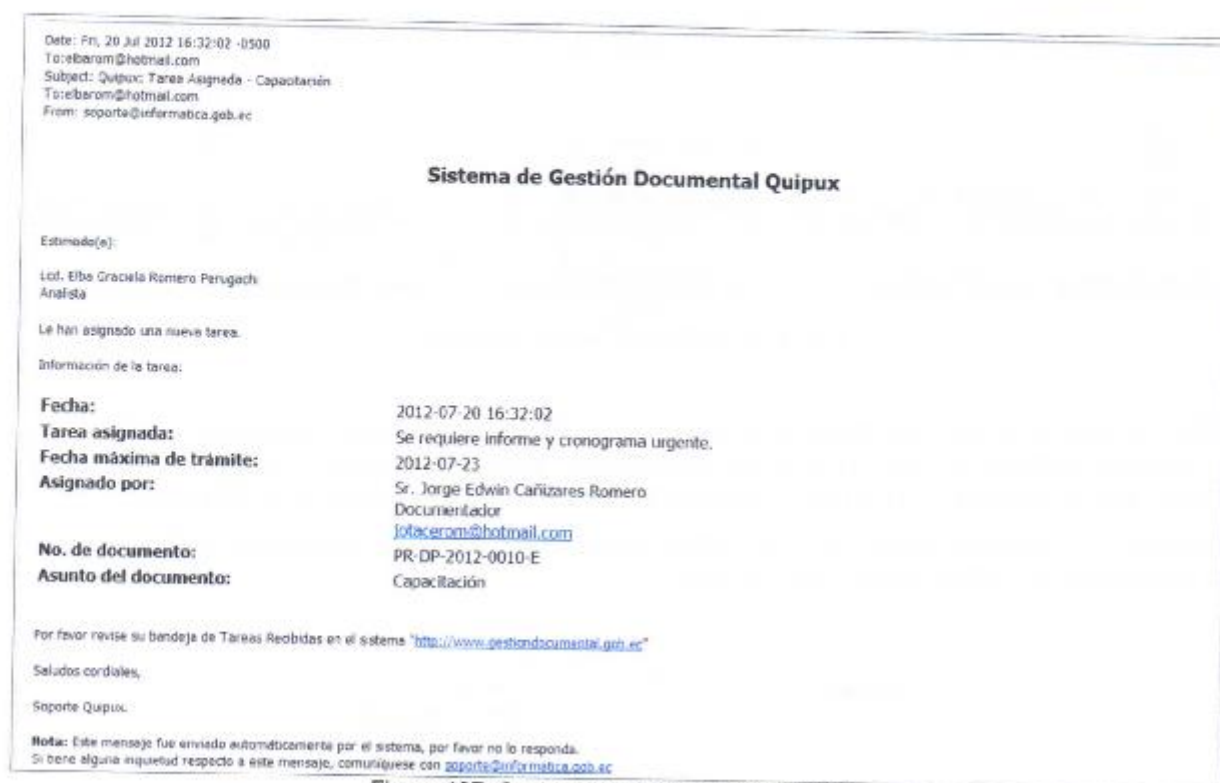 Date: Fri, 20 Jul 2012 16:32:02 -0500
To:elbarom@hotmail.com
Subject: Quipux: Tarea Asignada - Capacitación
To:elbarom@hotmail.com
From: soporte@informatica.gob.ec
Sistema de Gestión Documental Quipux
Estimado(a):
Lcd. Elba Graciela Romero Perugachi
Analista
Le han asignado una nueva tarea.
Información de la tarea:
Fecha: 2012-07-20 16:32:02
Tarea asignada: Se requiere informe y cronograma urgente.
Fecha máxima de trámite: 2012-07-23
Asignado por: Sr. Jorge Edwin Cañizares Romero
Documentador
jotacerom@hotmail.com
No. de documento: PR-DP-2012-0010-E
Asunto del documento: Capacitación
Por favor revise su bandeja de Tareas Recibidas en el sistema "http://www.gestiondocumental.gob.ec"
Saludos cordiales,
Soporte Quipux.
Nota: Este mensaje fue enviado automáticamente por el sistema, por favor no lo responda.
Si tiene alguna inquietud respecto a este mensaje, comuníquese con soporte@informatica.gob.ec